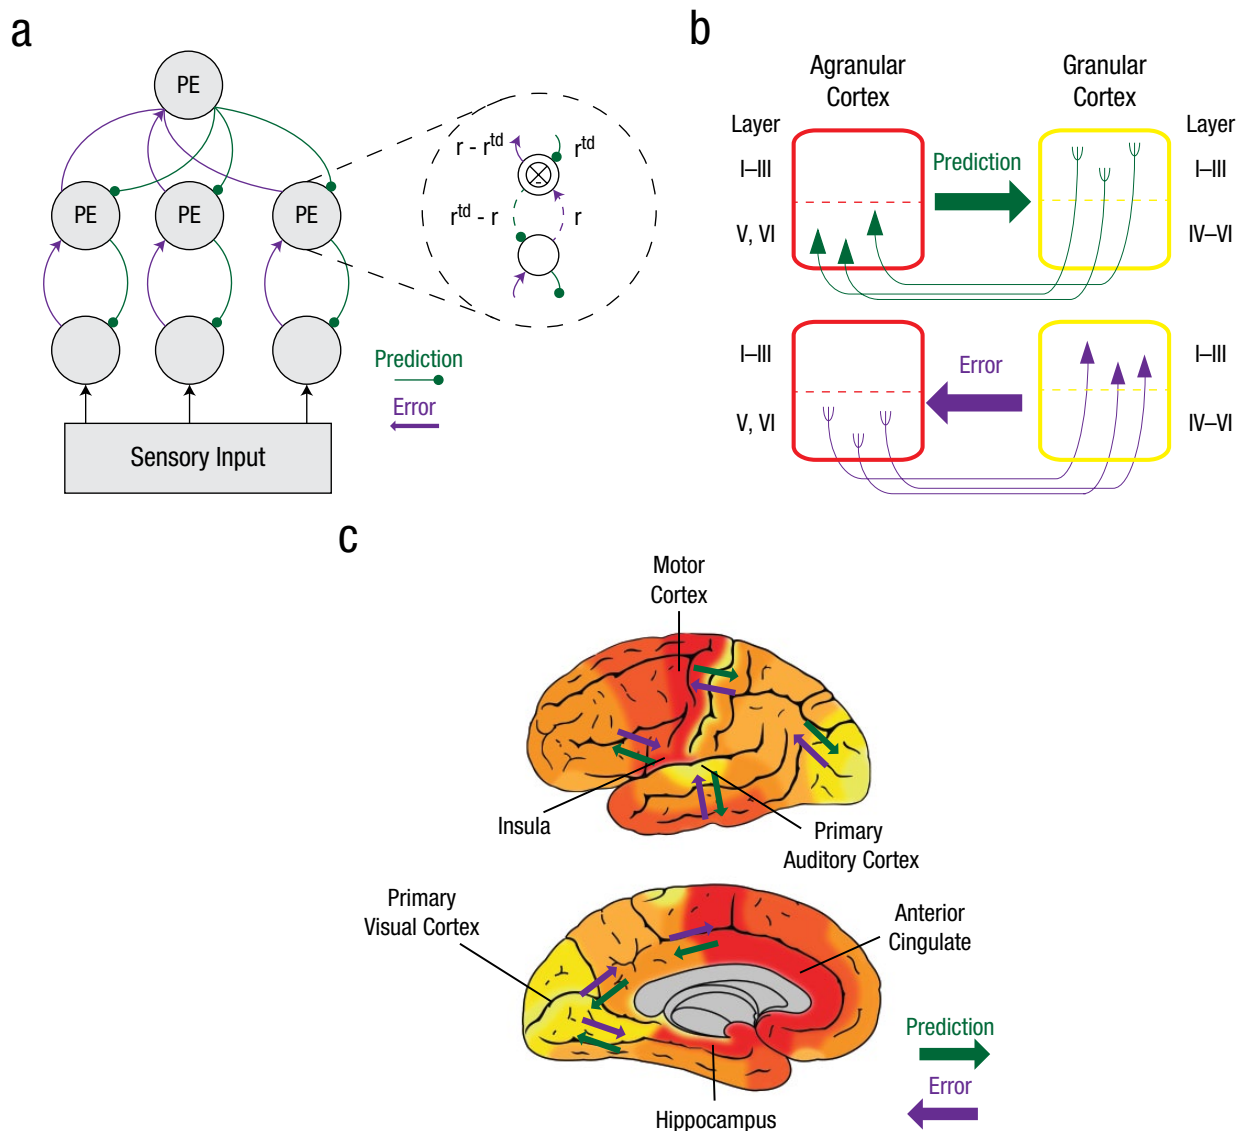 a
PE
PE
PE
PE
r - r^td
r^td
r^td - r
r
Prediction
Error
Sensory Input
b
Agranular
Cortex
Granular
Cortex
Layer
Layer
I–III
Prediction
I–III
V, VI
IV–VI
I–III
Error
I–III
V, VI
IV–VI
c
Motor
Cortex
Insula
Primary
Auditory Cortex
Primary
Visual Cortex
Anterior
Cingulate
Prediction
Error
Hippocampus